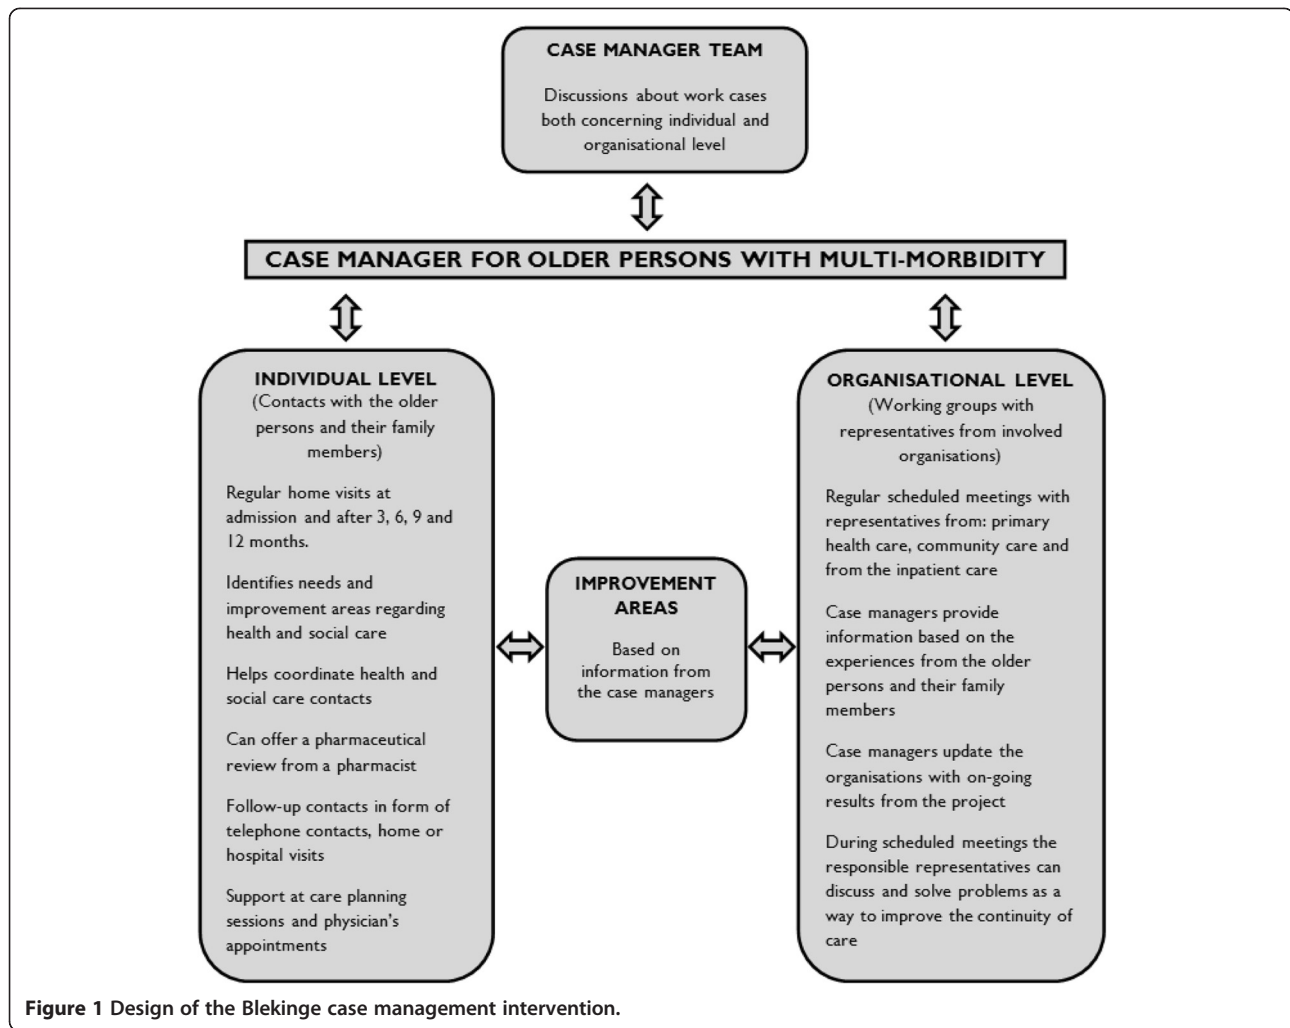 CASE MANAGER TEAM
Discussions about work cases
both concerning individual and
organisational level
CASE MANAGER FOR OLDER PERSONS WITH MULTI-MORBIDITY
INDIVIDUAL LEVEL
(Contacts with the older
persons and their family
members)
Regular home visits at
admission and after 3, 6, 9 and
12 months.
Identifies needs and
improvement areas regarding
health and social care
Helps coordinate health and
social care contacts
Can offer a pharmaceutical
review from a pharmacist
Follow-up contacts in form of
telephone contacts, home or
hospital visits
Support at care planning
sessions and physician's
appointments
IMPROVEMENT
AREAS
Based on
information from
the case managers
ORGANISATIONAL LEVEL
(Working groups with
representatives from involved
organisations)
Regular scheduled meetings with
representatives from: primary
health care, community care and
from the inpatient care
Case managers provide
information based on the
experiences from the older
persons and their family
members
Case managers update the
organisations with on-going
results from the project
During scheduled meetings the
responsible representatives can
discuss and solve problems as a
way to improve the continuity of
care
Figure 1 Design of the Blekinge case management intervention.